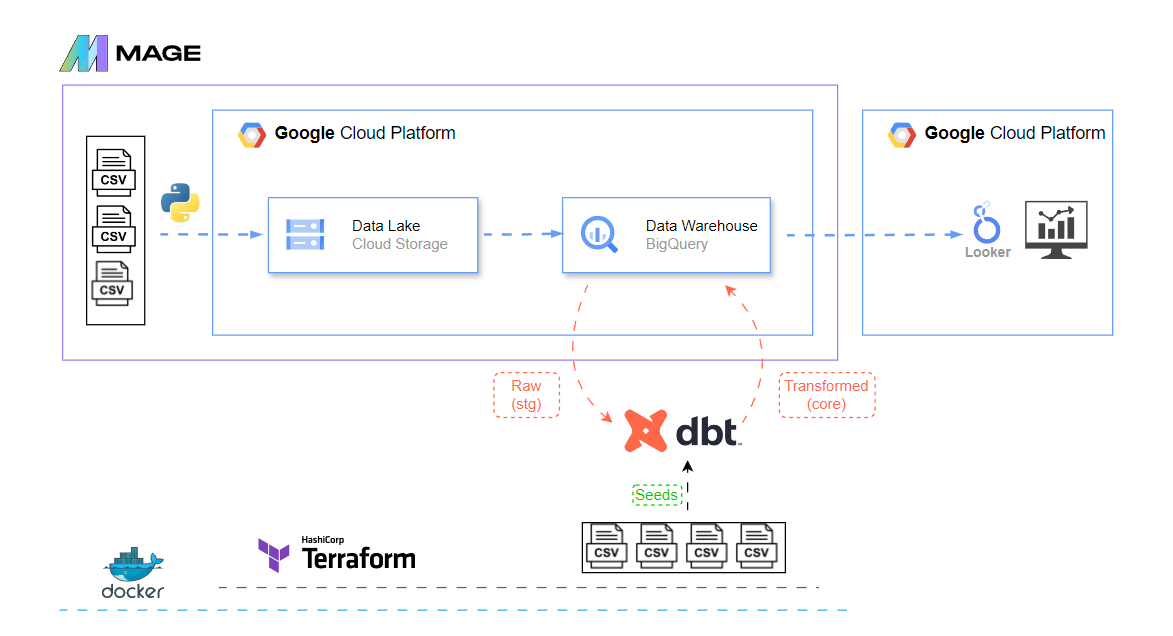 MAGE
Google Cloud Platform
Google Cloud Platform
CSV
CSV
CSV
Data Lake
Cloud Storage
Data Warehouse
BigQuery
Looker
Raw
(stg)
Transformed
(core)
dbt
Seeds
CSV
CSV
CSV
CSV
docker
HashiCorp
Terraform